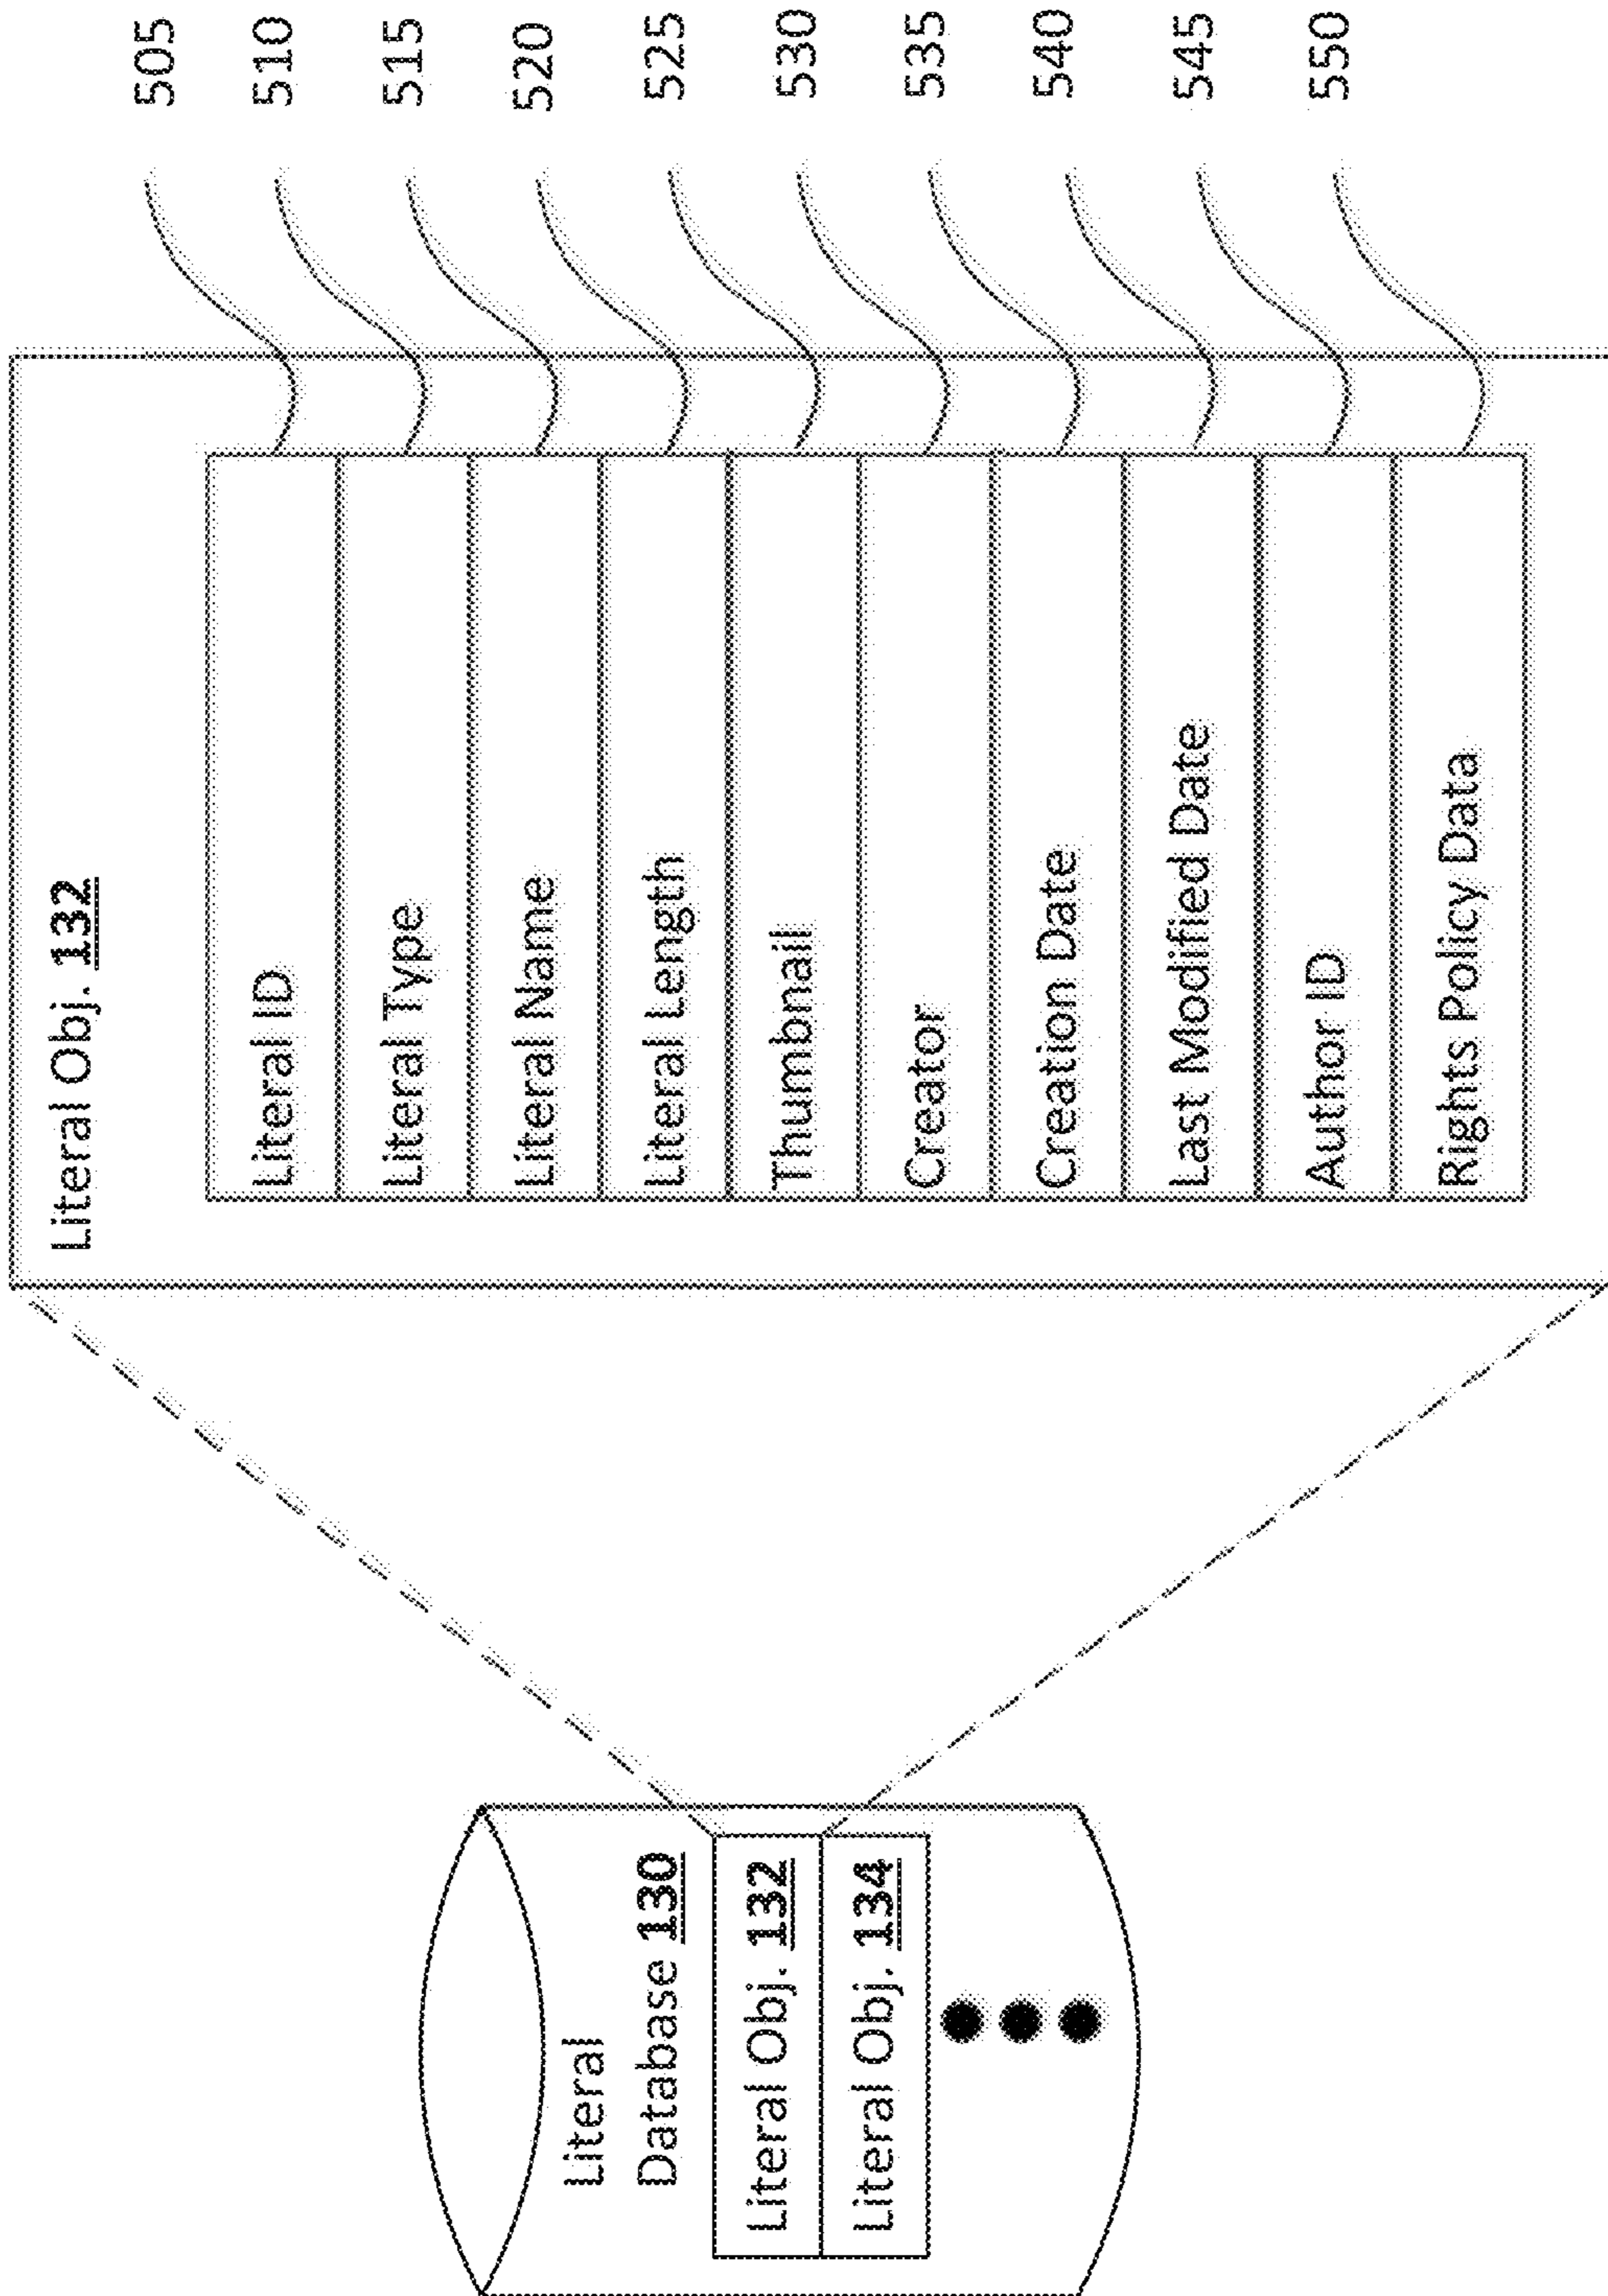 Literal
Database 130
Literal Obj. 132
Literal Obj. 134
Literal Obj. 132
Literal ID
505
Literal Type
510
Literal Name
515
Literal Length
520
Thumbnail
525
Creator
530
Creation Date
535
Last Modified Date
540
Author ID
545
Rights Policy Data
550